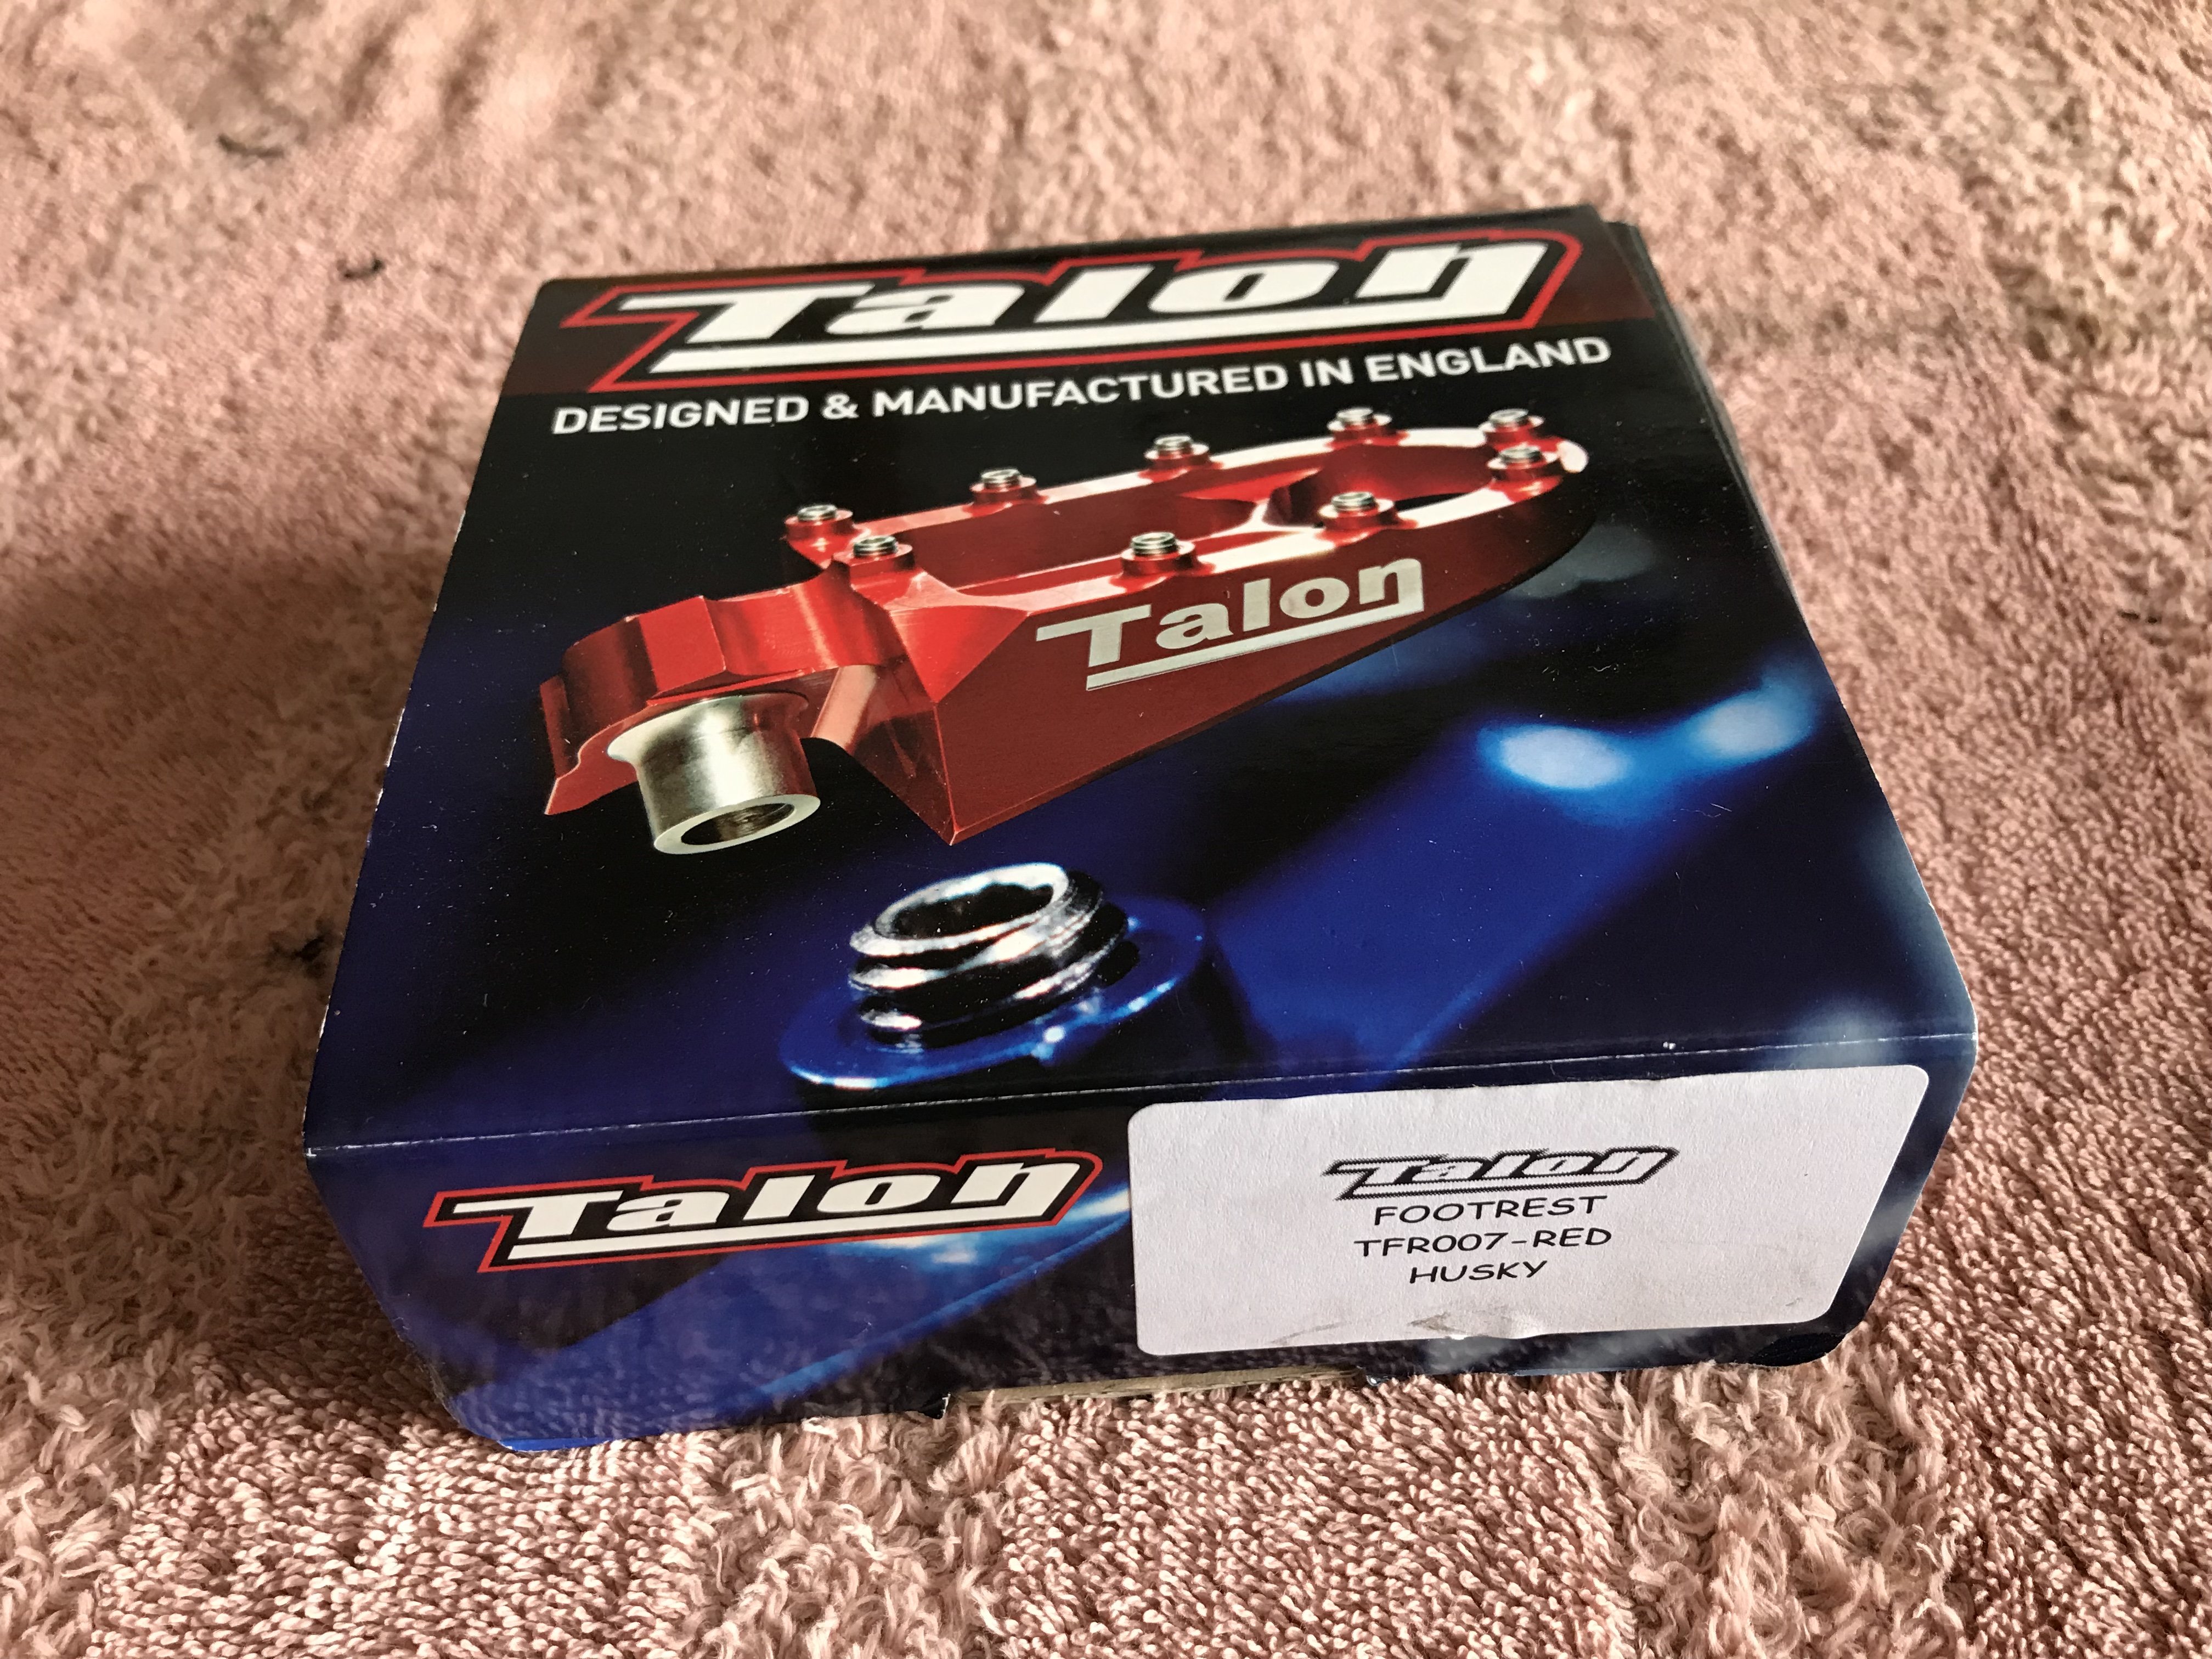 Talon
DESIGNED & MANUFACTURED IN ENGLAND
Talon
Talon
Talon
FOOTREST
TFR007-RED
HUSKY